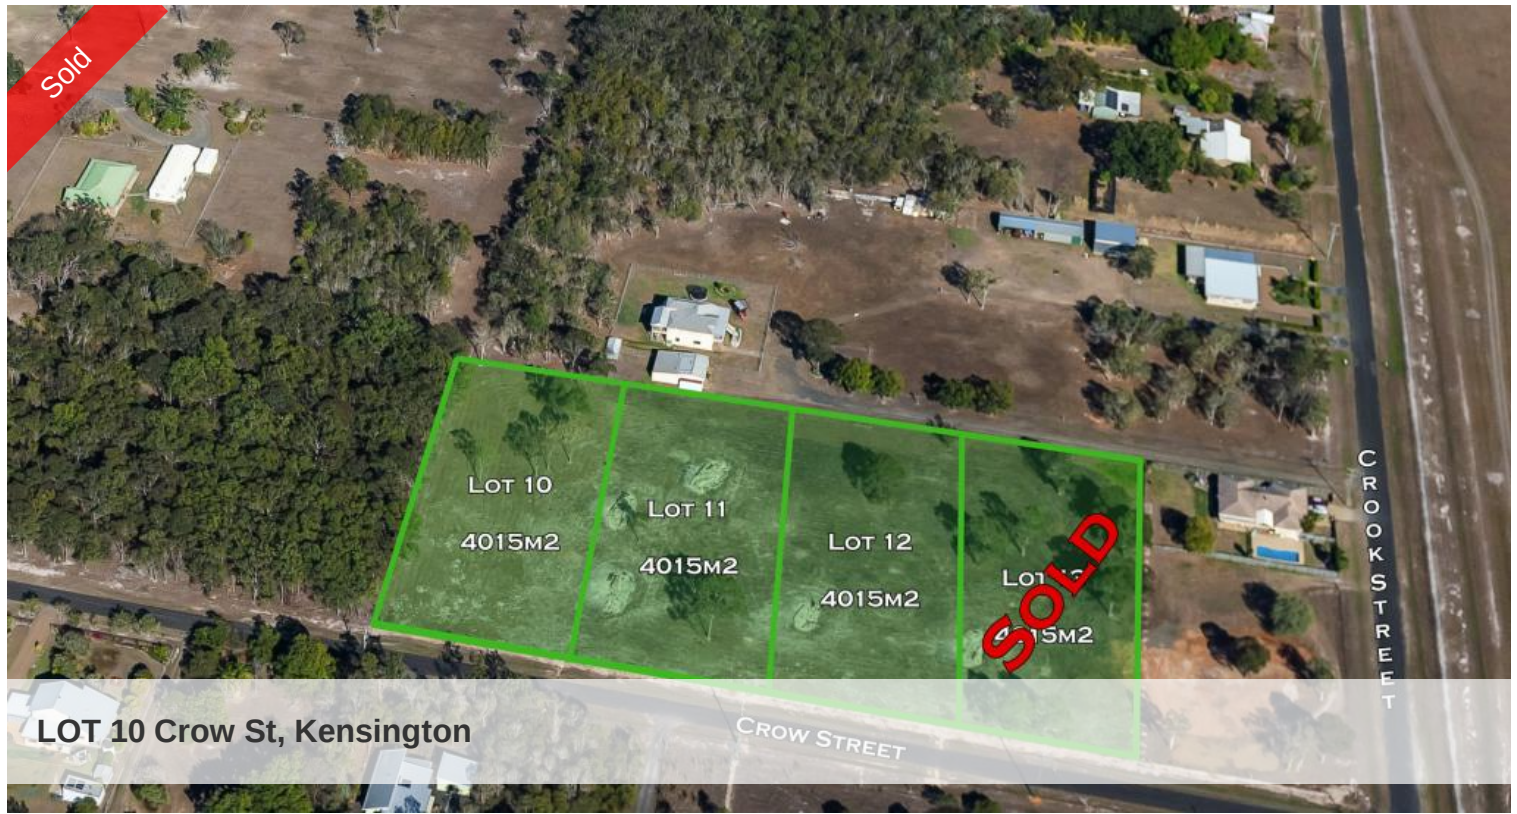 Sold
LOT 10
4015M2
LOT 11
4015M2
LOT 12
4015M2
SOLD
CROOK STREET
CROW STREET
LOT 10 Crow St, Kensington